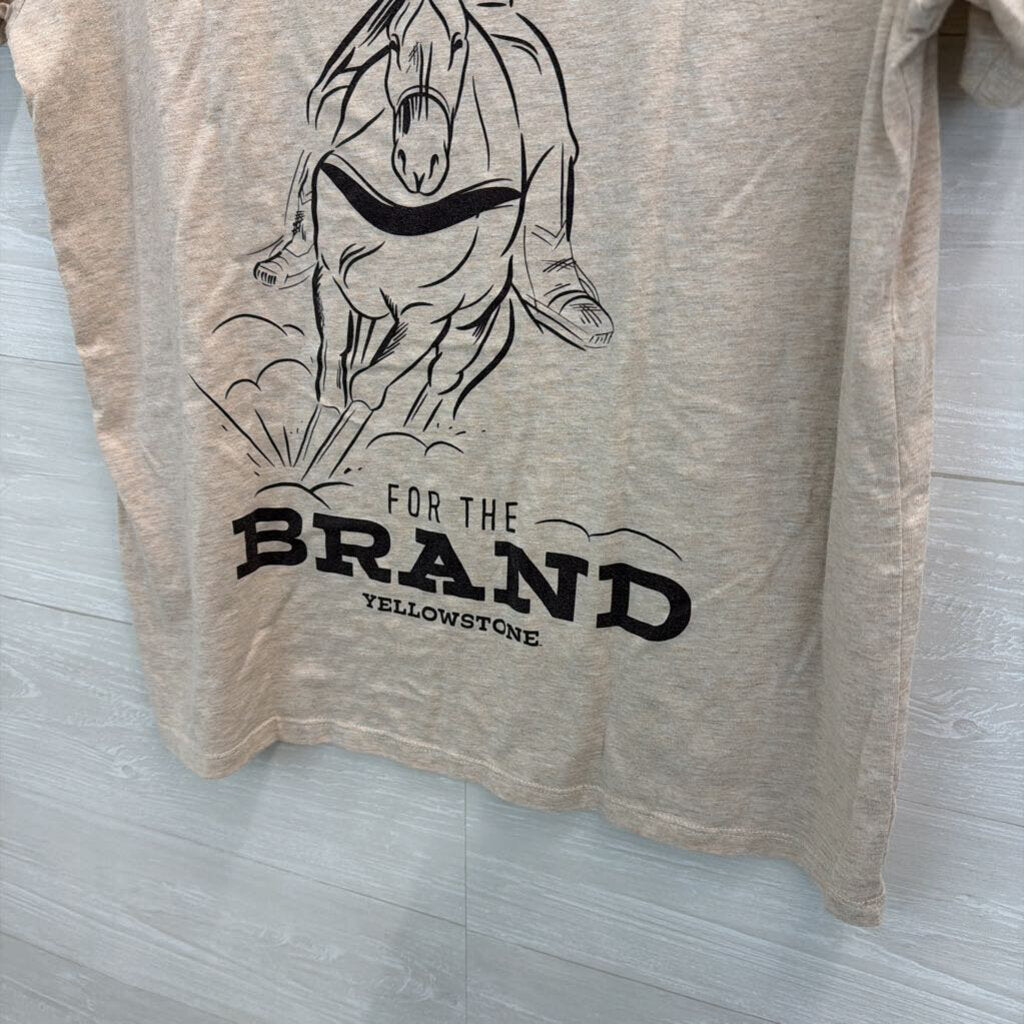 FOR THE
BRAND
YELLOWSTONE